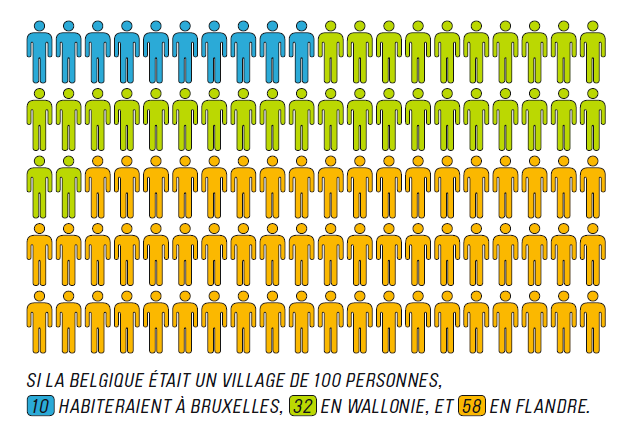 SI LA BELGIQUE ÉTAIT UN VILLAGE DE 100 PERSONNES,
10 HABITERAIENT À BRUXELLES, 32 EN WALLONIE, ET 58 EN FLANDRE.